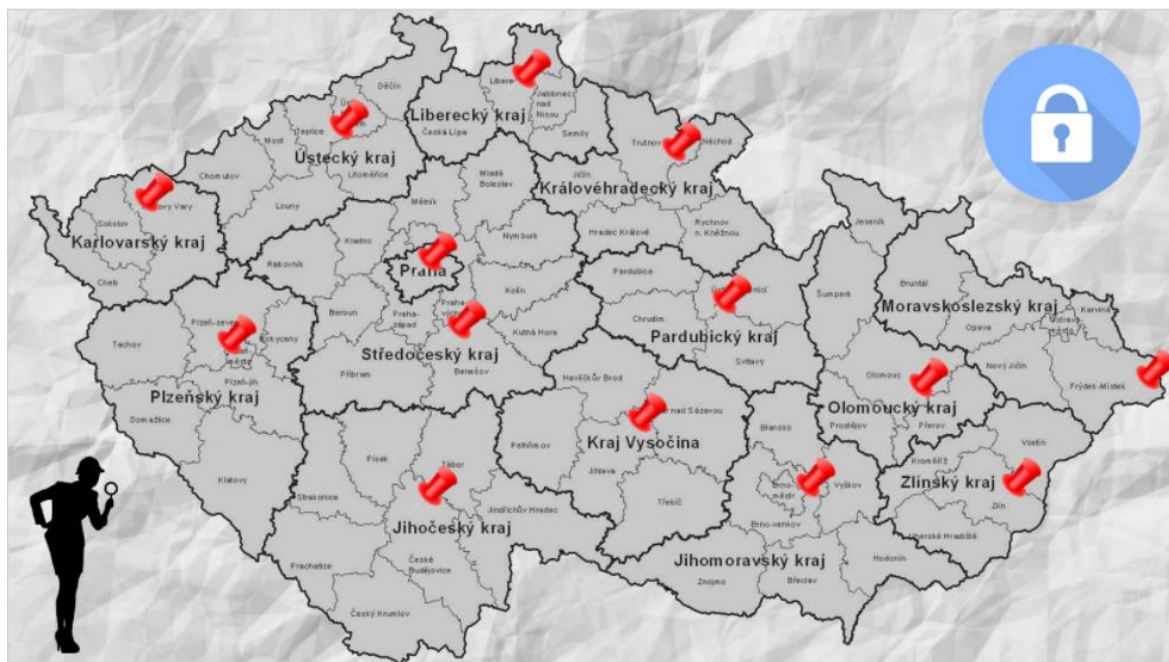 Děčín
Teplice
Most
Chomutov
Ústecký kraj
Litoměřice
Louny
Liberecký kraj
Česká Lípa
Jablonec
nad
Nisou
Semily
Trutnov
Náchod
Jičín
Královéhradecký kraj
Hradec Králové
Rychnov
n. Kněžnou
Sokolov
Karlovarský kraj
Cheb
Mladá
Boleslav
Mělník
Nymburk
Kladno
Rakovník
Praha
Kolín
Beroun
Praha-
západ
Kutná Hora
Středočeský kraj
Benešov
Příbram
Tachov
Plzeň-jih
Plzeňský kraj
Domažlice
Klatovy
Pardubice
Chrudim
Pardubický kraj
Svitavy
Jeseník
Šumperk
Bruntál
Moravskoslezský kraj
Karviná
Opava
Nový Jičín
Frýdek-Místek
Olomouc
Olomoucký kraj
Prostějov
Přerov
Havlíčkův Brod
nad Sázavou
Kraj Vysočina
Pelhřimov
Jihlava
Třebíč
Písek
Tábor
Strakonice
Jihočeský kraj
Jindřichův Hradec
Prachatice
České
Budějovice
Český Krumlov
Blansko
Brno-
Vyškov
Brno-venkov
Jihomoravský kraj
Znojmo
Břeclav
Hodonín
Vsetín
Kroměříž
Zlínský kraj
Zlín
Uherské Hradiště